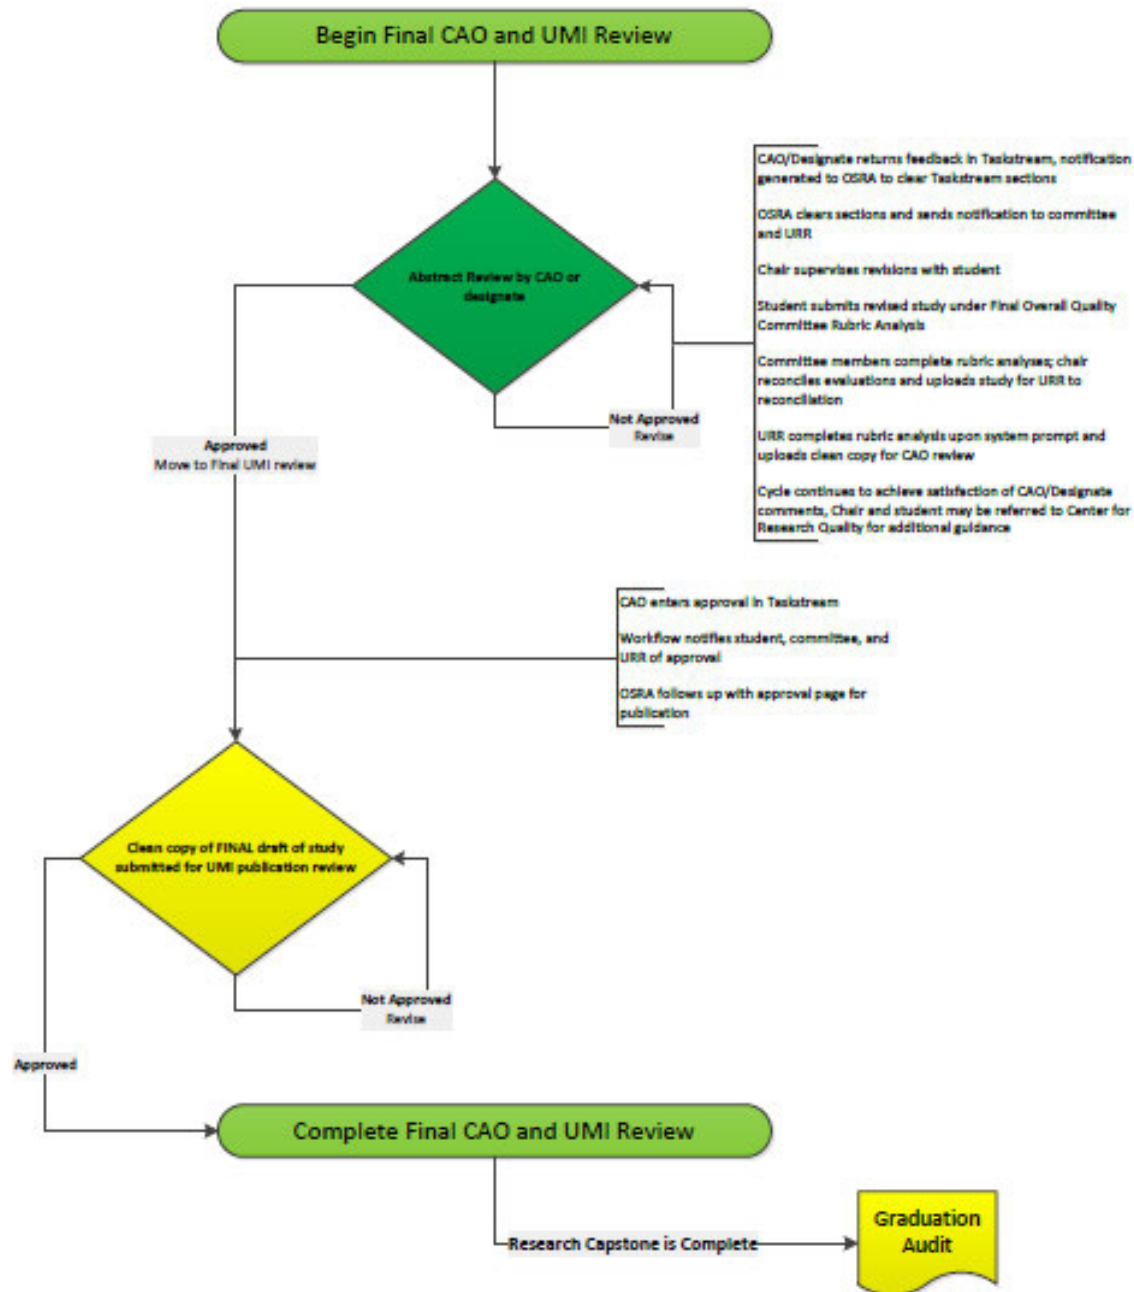 Begin Final CAO and UMI Review
CAO/Designate returns feedback in Taskstream, notification
generated to OSRA to clear Taskstream sections
OSRA clears sections and sends notification to committee
and URR
Chair supervises revisions with student
Student submits revised study under Final Overall Quality
Committee Rubric Analysis
Committee members complete rubric analyses; chair
reconciles evaluations and uploads study for URR to
reconciliation
URR completes rubric analysis upon system prompt and
uploads clean copy for CAO review
Cycle continues to achieve satisfaction of CAO/Designate
comments, Chair and student may be referred to Center for
Research Quality for additional guidance
Abstract Review by CAO or
designate
Not Approved
Revise
Approved
Move to Final UMI review
CAO enters approval in Taskstream
Workflow notifies student, committee, and
URR of approval
OSRA follows up with approval page for
publication
Clean copy of FINAL draft of study
submitted for UMI publication review
Not Approved
Revise
Approved
Complete Final CAO and UMI Review
Research Capstone is Complete
Graduation
Audit